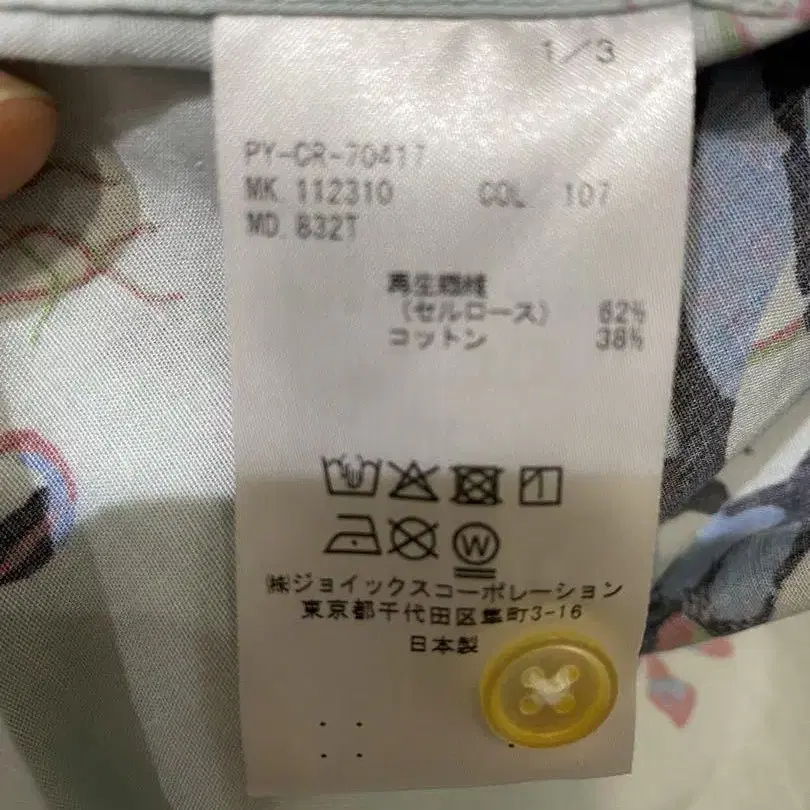 1/3
PY-CR-70417
MK. 112310 COL. 107
MD. 832T
再生繊維
(セルロース) 62%
コットン 38%
W
㈱ジョイックスコーポレーション
東京都千代田区隼町3-16
日本製